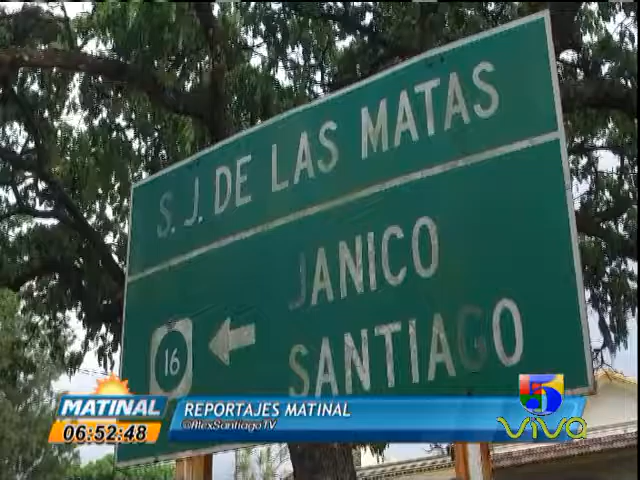 S. J. DE LAS MATAS
JANICO
16
SANTIAGO
MATINAL
REPORTAJES MATINAL
06:52:48
@AlexSantiagoTV
5
ViVO